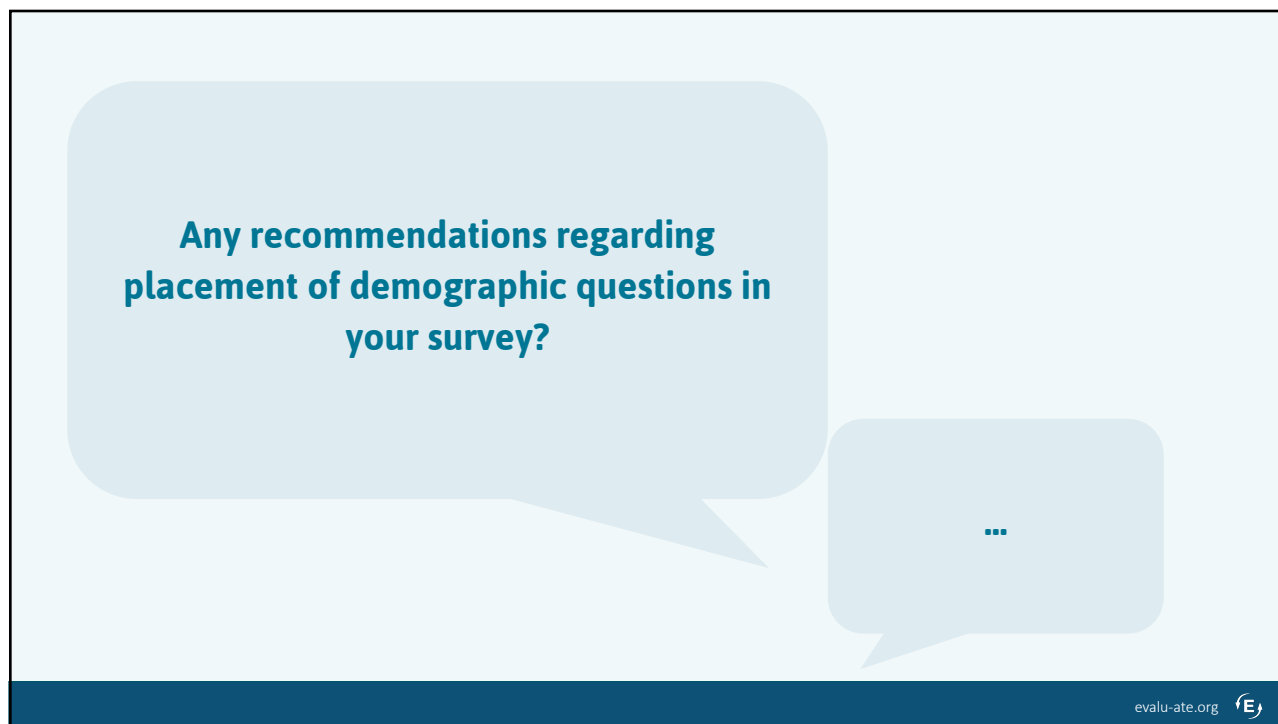 Any recommendations regarding
placement of demographic questions in
your survey?
...
evalu-ate.org E